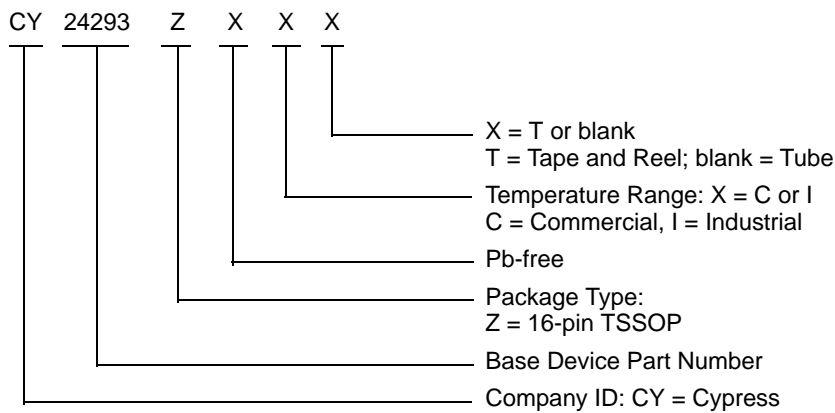 CY 24293 Z X X X
X = T or blank
T = Tape and Reel; blank = Tube
Temperature Range: X = C or I
C = Commercial, I = Industrial
Pb-free
Package Type:
Z = 16-pin TSSOP
Base Device Part Number
Company ID: CY = Cypress